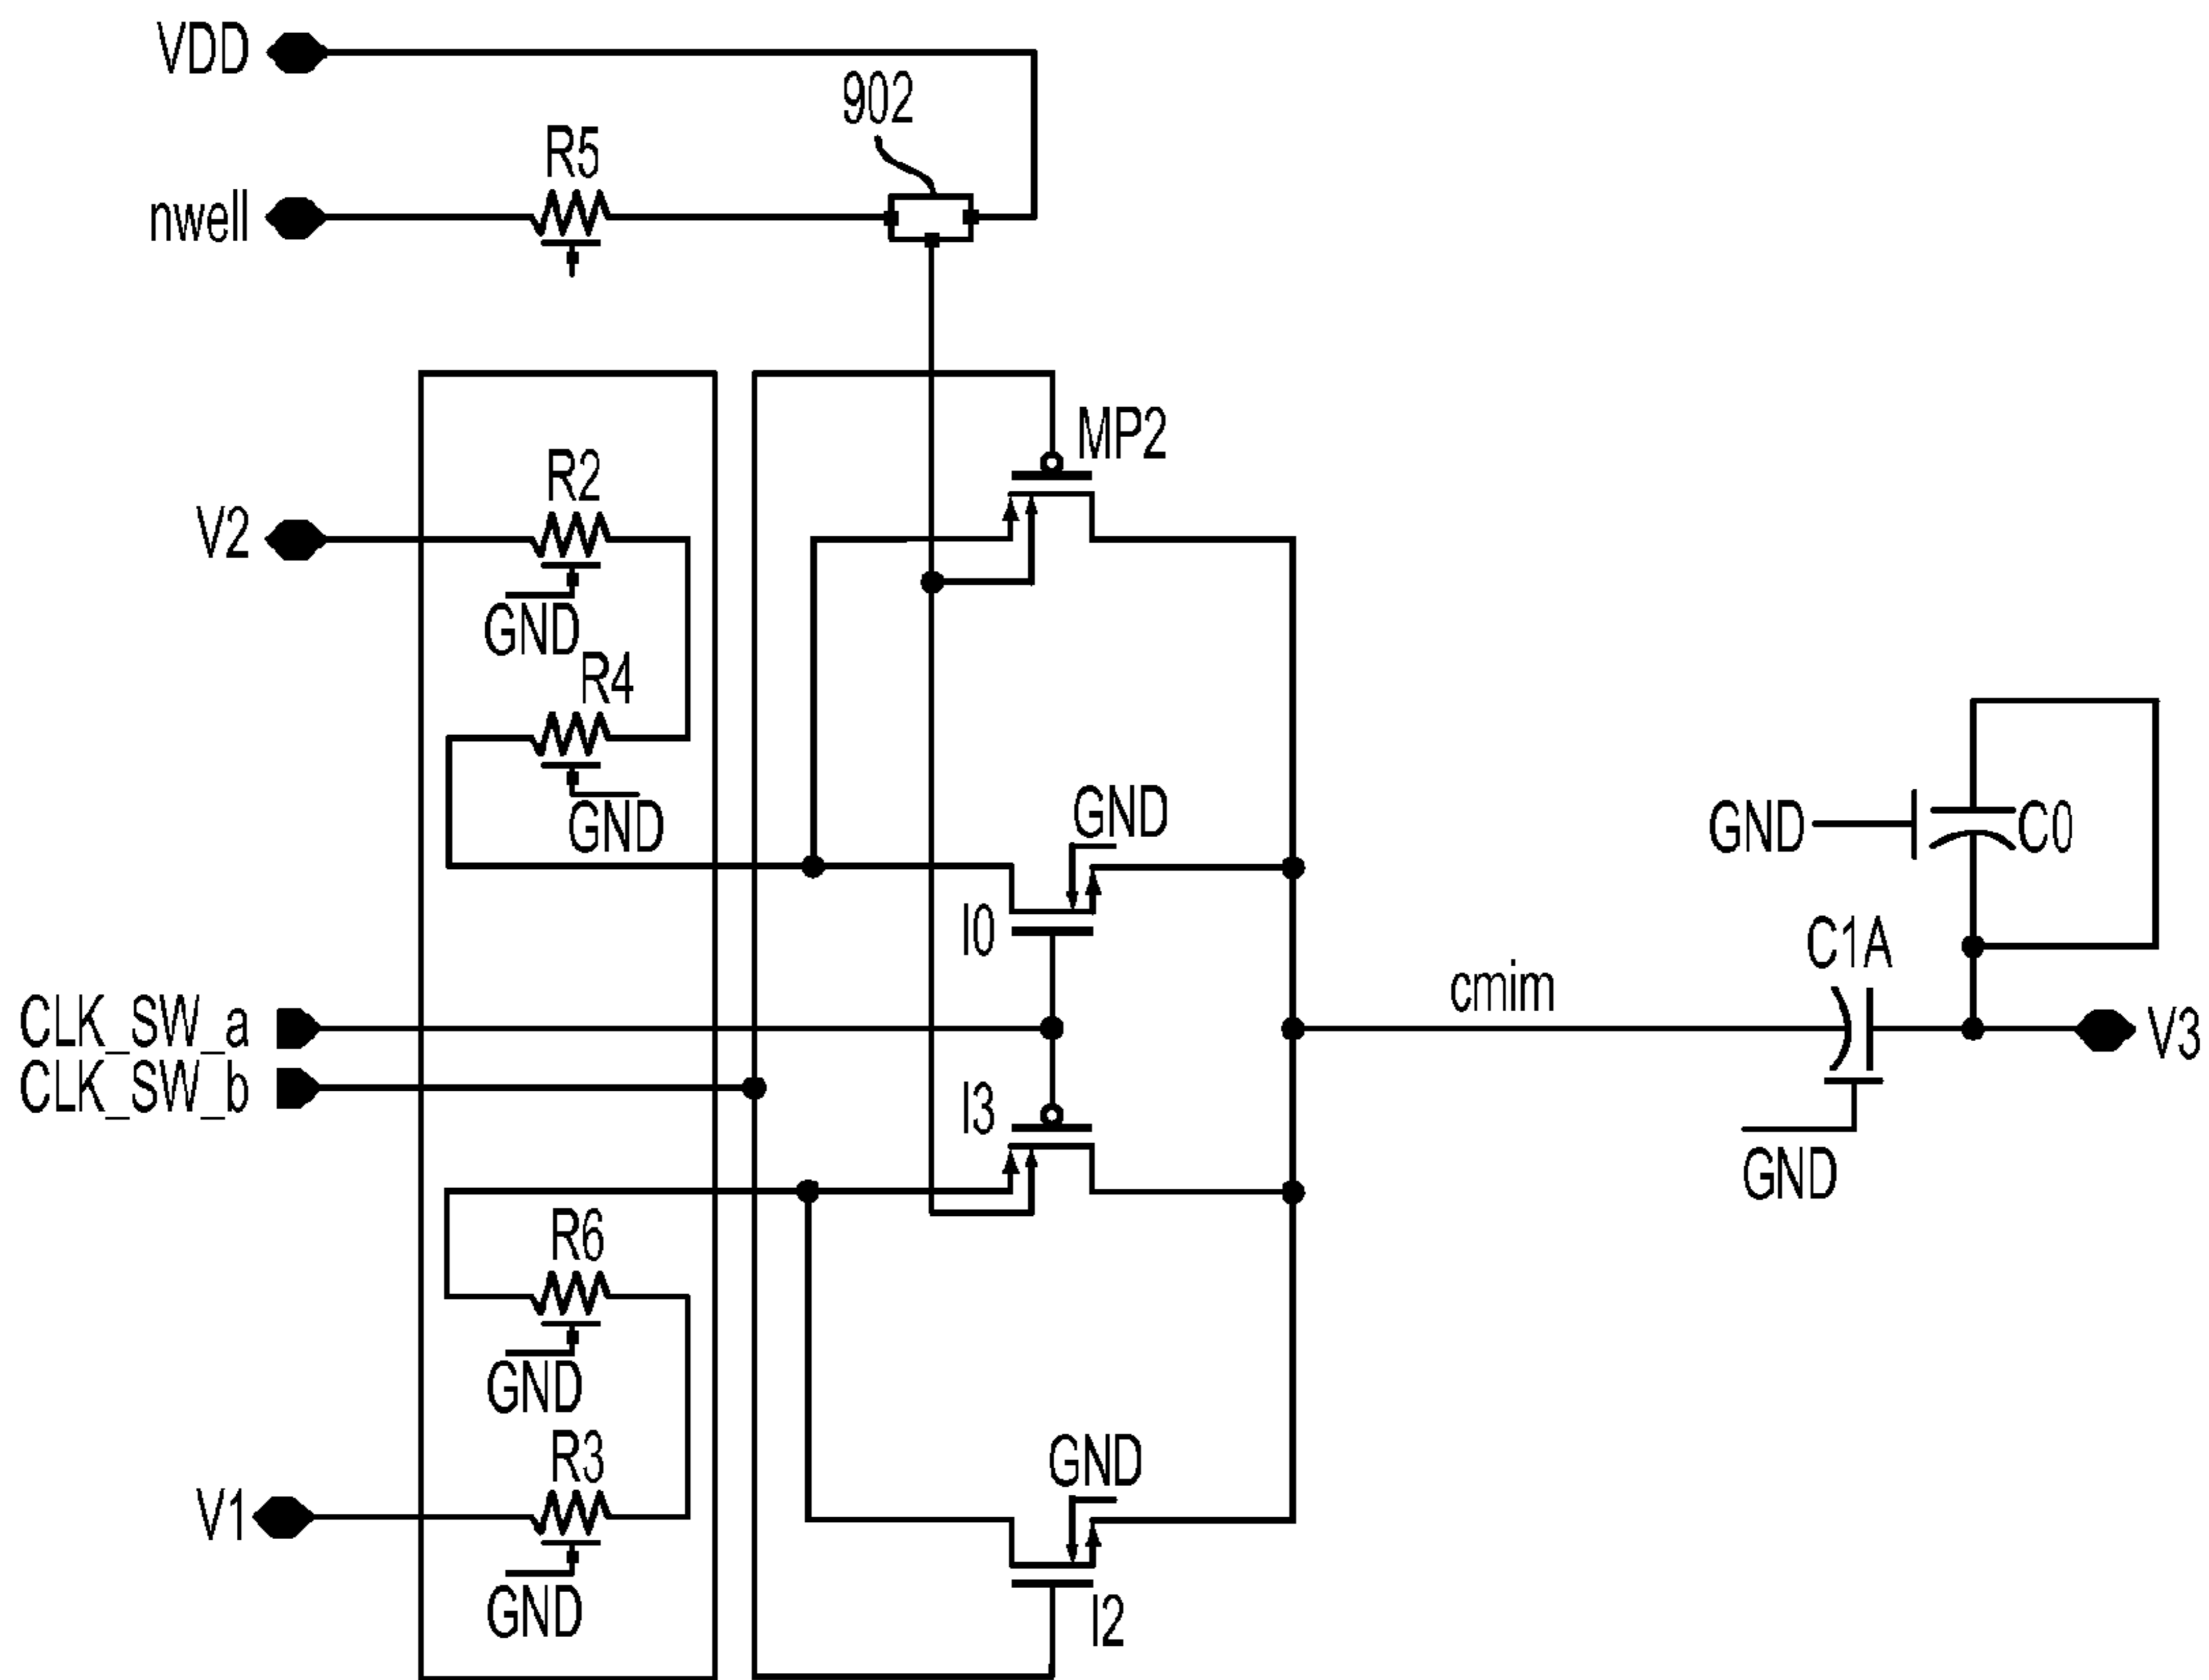 VDD
902
R5
nwell
MP2
R2
V2
GND
R4
GND
GND
GND
C0
I0
C1A
cmim
CLK_SW_a
V3
CLK_SW_b
I3
GND
R6
GND
R3
GND
V1
GND
I2